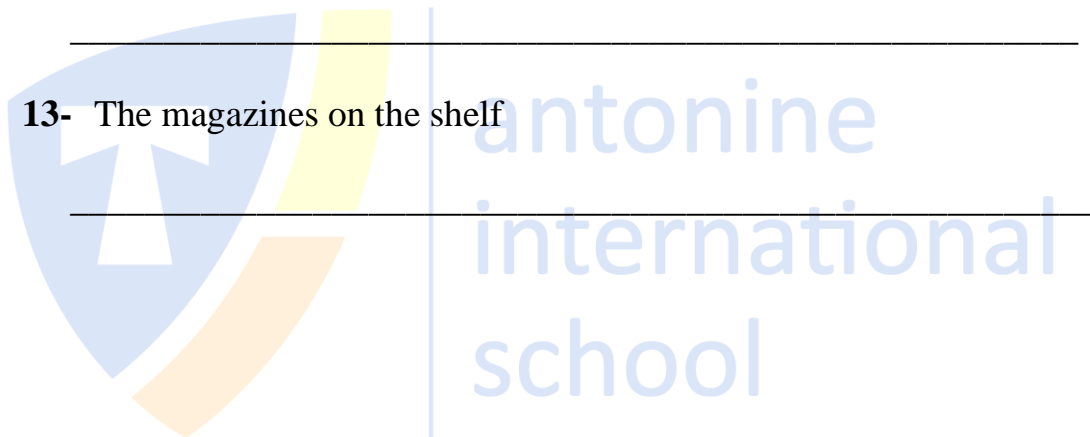 13- The magazines on the shelf
antonine
international
school